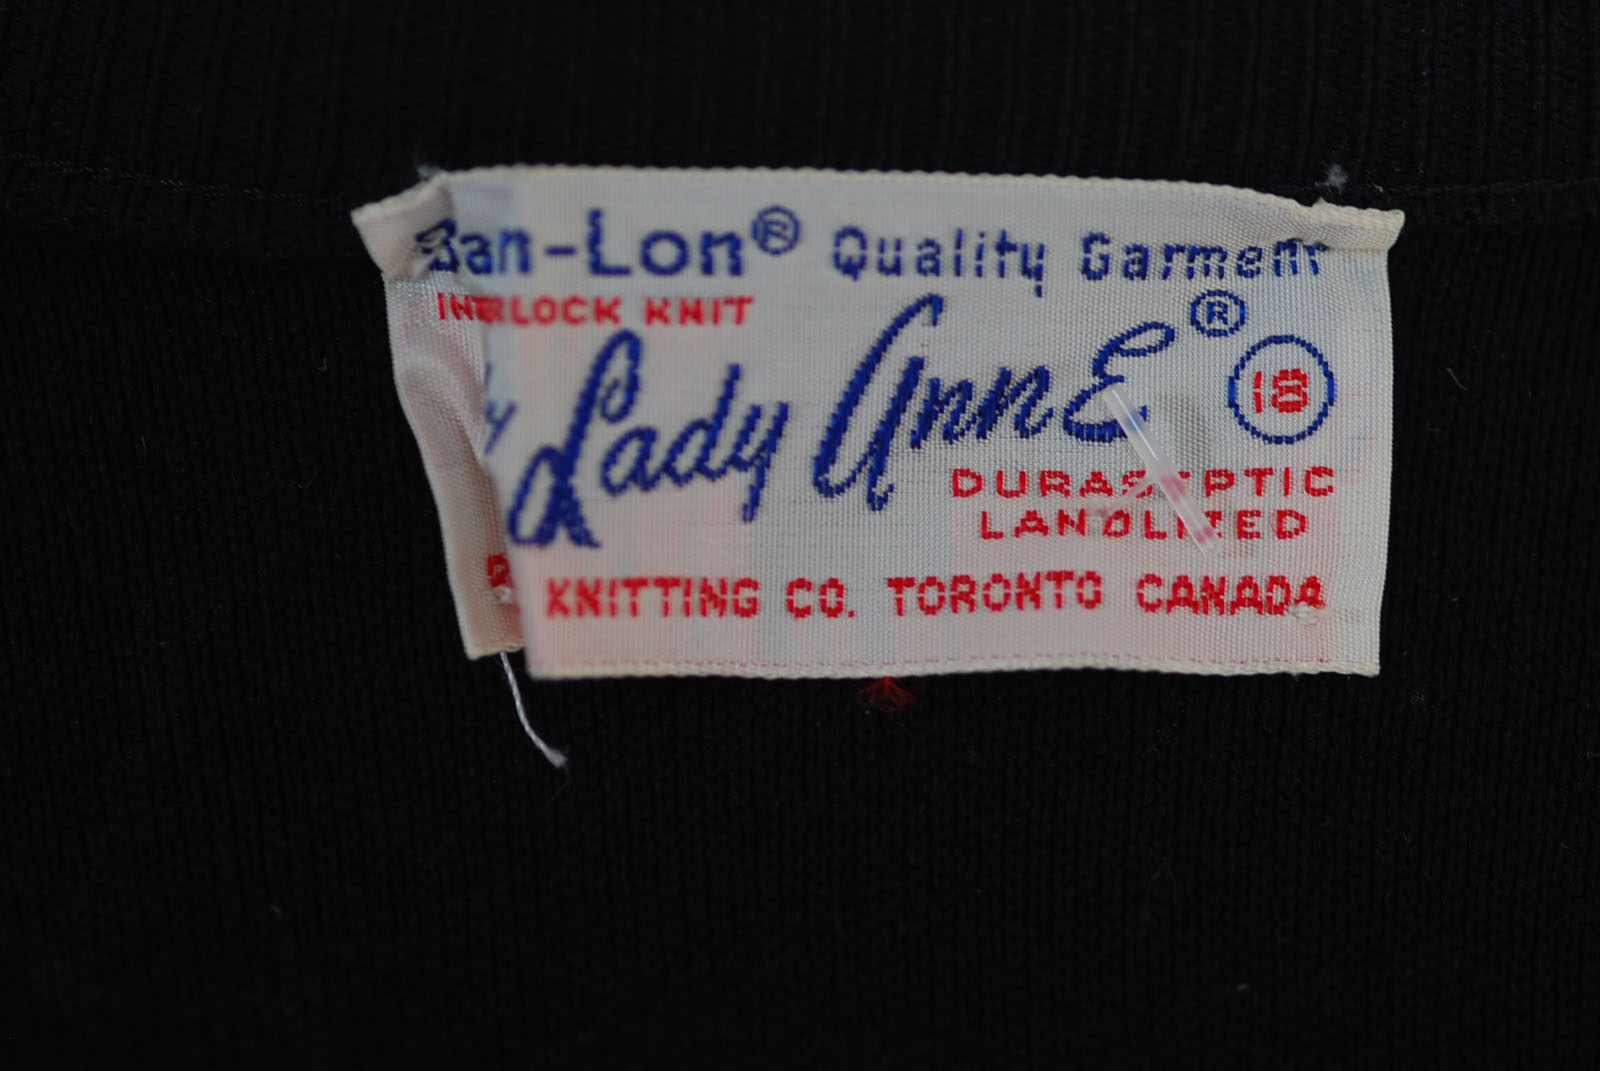 Ban-Lon® Quality Garment
INTERLOCK KNIT
Lady Anne ®
18
DURASEPTIC
LANOLIZED
KNITTING CO. TORONTO CANADA